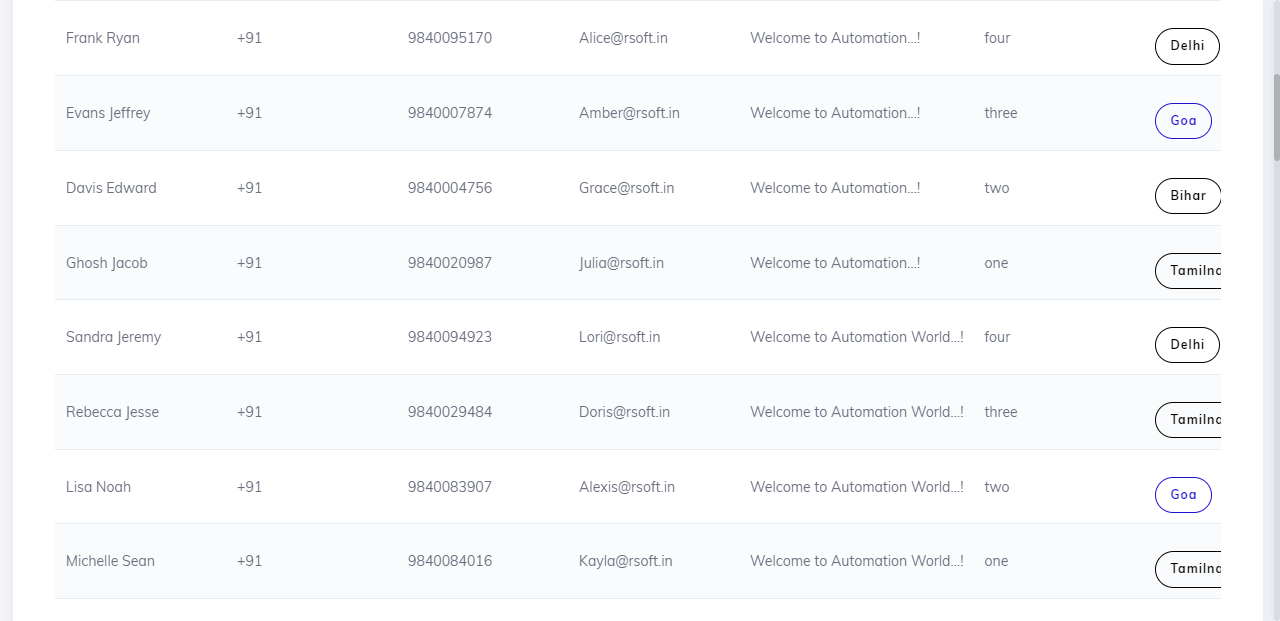 Frank Ryan +91 9840095170 Alice@rsoft.in Welcome to Automation...! four Delhi
Evans Jeffrey +91 9840007874 Amber@rsoft.in Welcome to Automation...! three Goa
Davis Edward +91 9840004756 Grace@rsoft.in Welcome to Automation...! two Bihar
Ghosh Jacob +91 9840020987 Julia@rsoft.in Welcome to Automation...! one Tamilna
Sandra Jeremy +91 9840094923 Lori@rsoft.in Welcome to Automation World...! four Delhi
Rebecca Jesse +91 9840029484 Doris@rsoft.in Welcome to Automation World...! three Tamilna
Lisa Noah +91 9840083907 Alexis@rsoft.in Welcome to Automation World...! two Goa
Michelle Sean +91 9840084016 Kayla@rsoft.in Welcome to Automation World...! one Tamilna